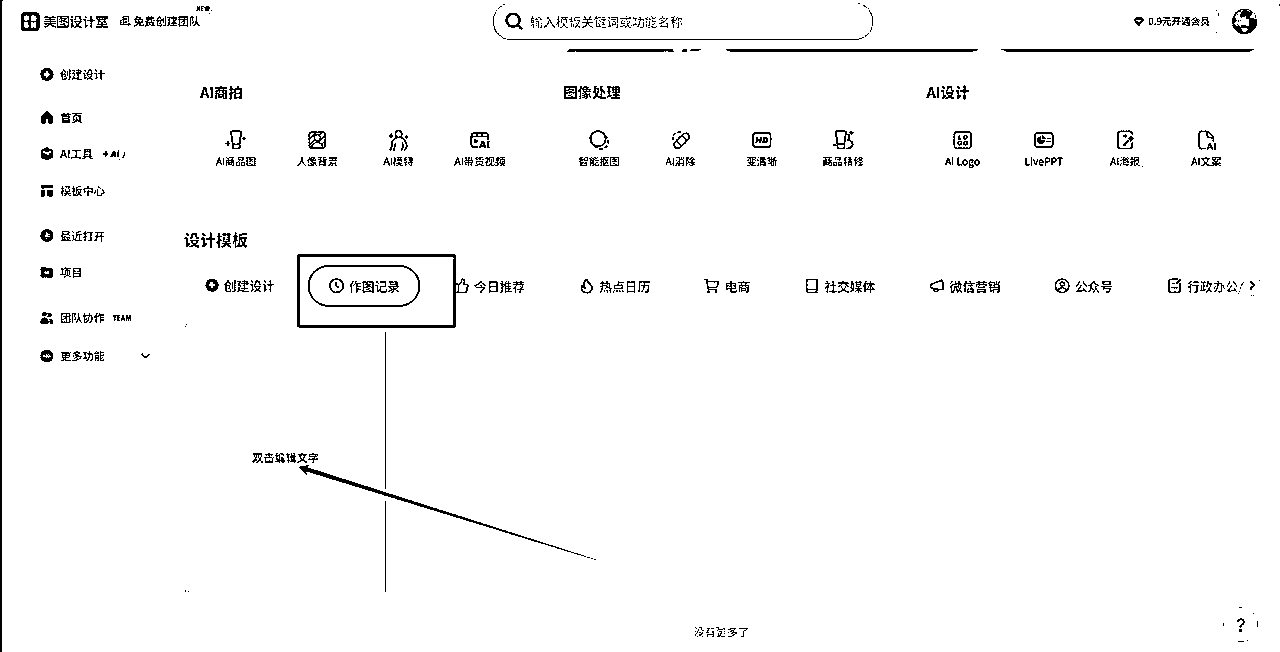 美图设计室 免费创建团队 NEW
输入模板关键词或功能名称
0.9元开通会员
创建设计
首页
AI工具 +AI
模板中心
最近打开
项目
团队协作 TEAM
更多功能
AI商拍
AI商品图 人像背景 AI模特 AI带货视频
图像处理
智能抠图 AI消除 变清晰 商品精修
AI设计
AI Logo LivePPT AI海报 AI文案
设计模板
创建设计 作图记录 今日推荐 热点日历 电商 社交媒体 微信营销 公众号 行政办公/
双击编辑文字
没有更多了
?